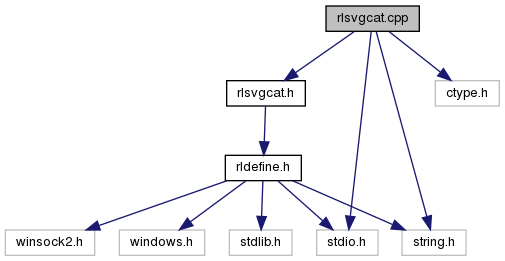 rlsvgcat.cpp
rlsvgcat.h
ctype.h
rldefine.h
winsock2.h
windows.h
stdlib.h
stdio.h
string.h